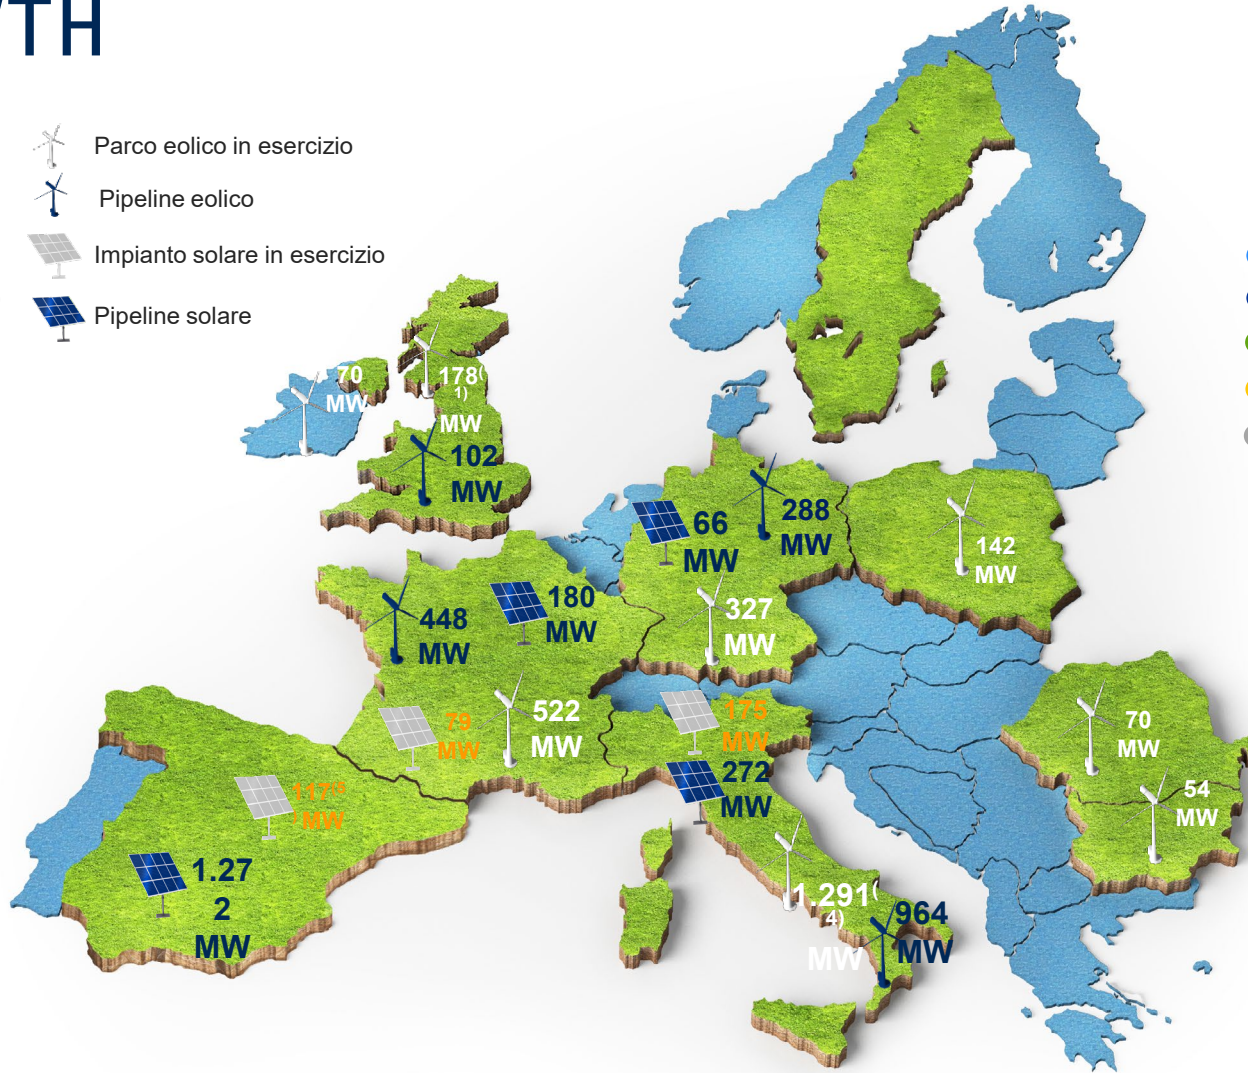 TH
Parco eolico in esercizio
Pipeline eolico
Impianto solare in esercizio
Pipeline solare
70
MW
178(
1)
MW
102
MW
66
MW
288
MW
142
MW
448
MW
180
MW
327
MW
79
MW
522
MW
175
MW
272
MW
70
MW
54
MW
117(5
) MW
1.27
2
MW
1.291(
4)
MW
964
MW